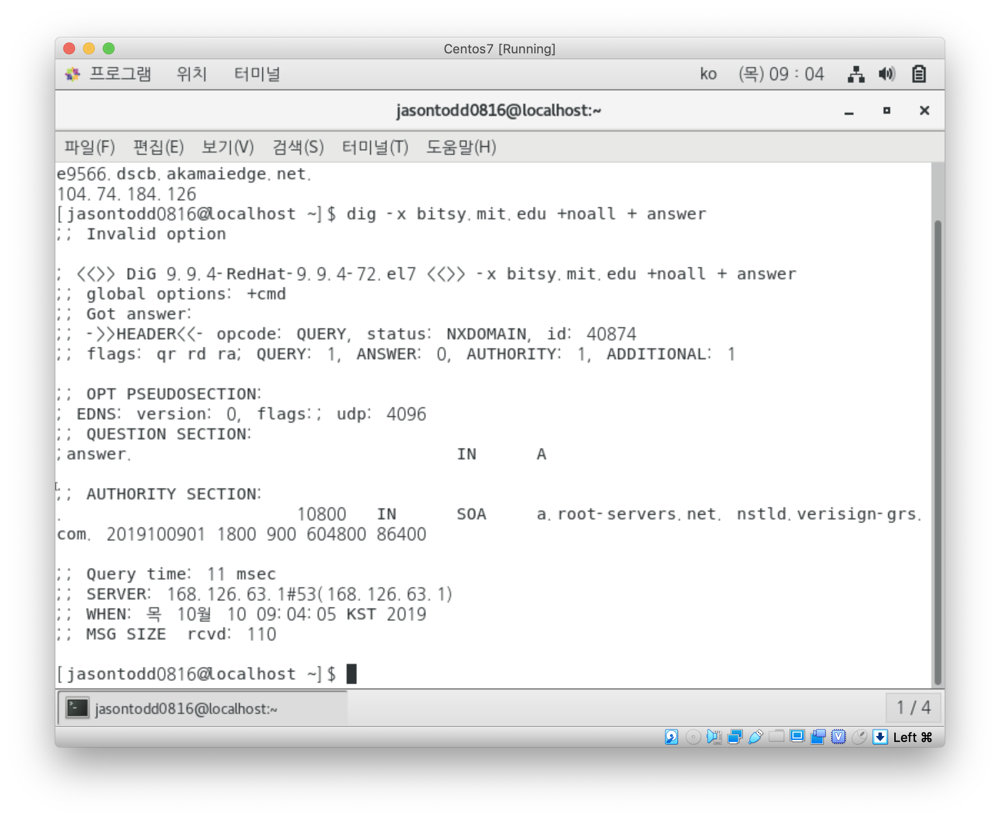 Centos7 [Running]
프로그램 위치 터미널 ko (목) 09 : 04
jasontodd0816@localhost:~
파일(F) 편집(E) 보기(V) 검색(S) 터미널(T) 도움말(H)
e9566.dscb.akamaiedge.net.
104.74.184.126
[jasontodd0816@localhost ~]$ dig -x bitsy.mit.edu +noall + answer
;; Invalid option
; <<>> DiG 9.9.4-RedHat-9.9.4-72.el7 <<>> -x bitsy.mit.edu +noall + answer
;; global options: +cmd
;; Got answer:
;; ->>HEADER<<- opcode: QUERY, status: NXDOMAIN, id: 40874
;; flags: qr rd ra; QUERY: 1, ANSWER: 0, AUTHORITY: 1, ADDITIONAL: 1
;; OPT PSEUDOSECTION:
; EDNS: version: 0, flags:; udp: 4096
;; QUESTION SECTION:
;answer. IN A
;; AUTHORITY SECTION:
. 10800 IN SOA a.root-servers.net. nstld.verisign-grs.
com. 2019100901 1800 900 604800 86400
;; Query time: 11 msec
;; SERVER: 168.126.63.1#53(168.126.63.1)
;; WHEN: 목 10월 10 09:04:05 KST 2019
;; MSG SIZE rcvd: 110
[jasontodd0816@localhost ~]$
jasontodd0816@localhost:~ 1 / 4
Left ⌘